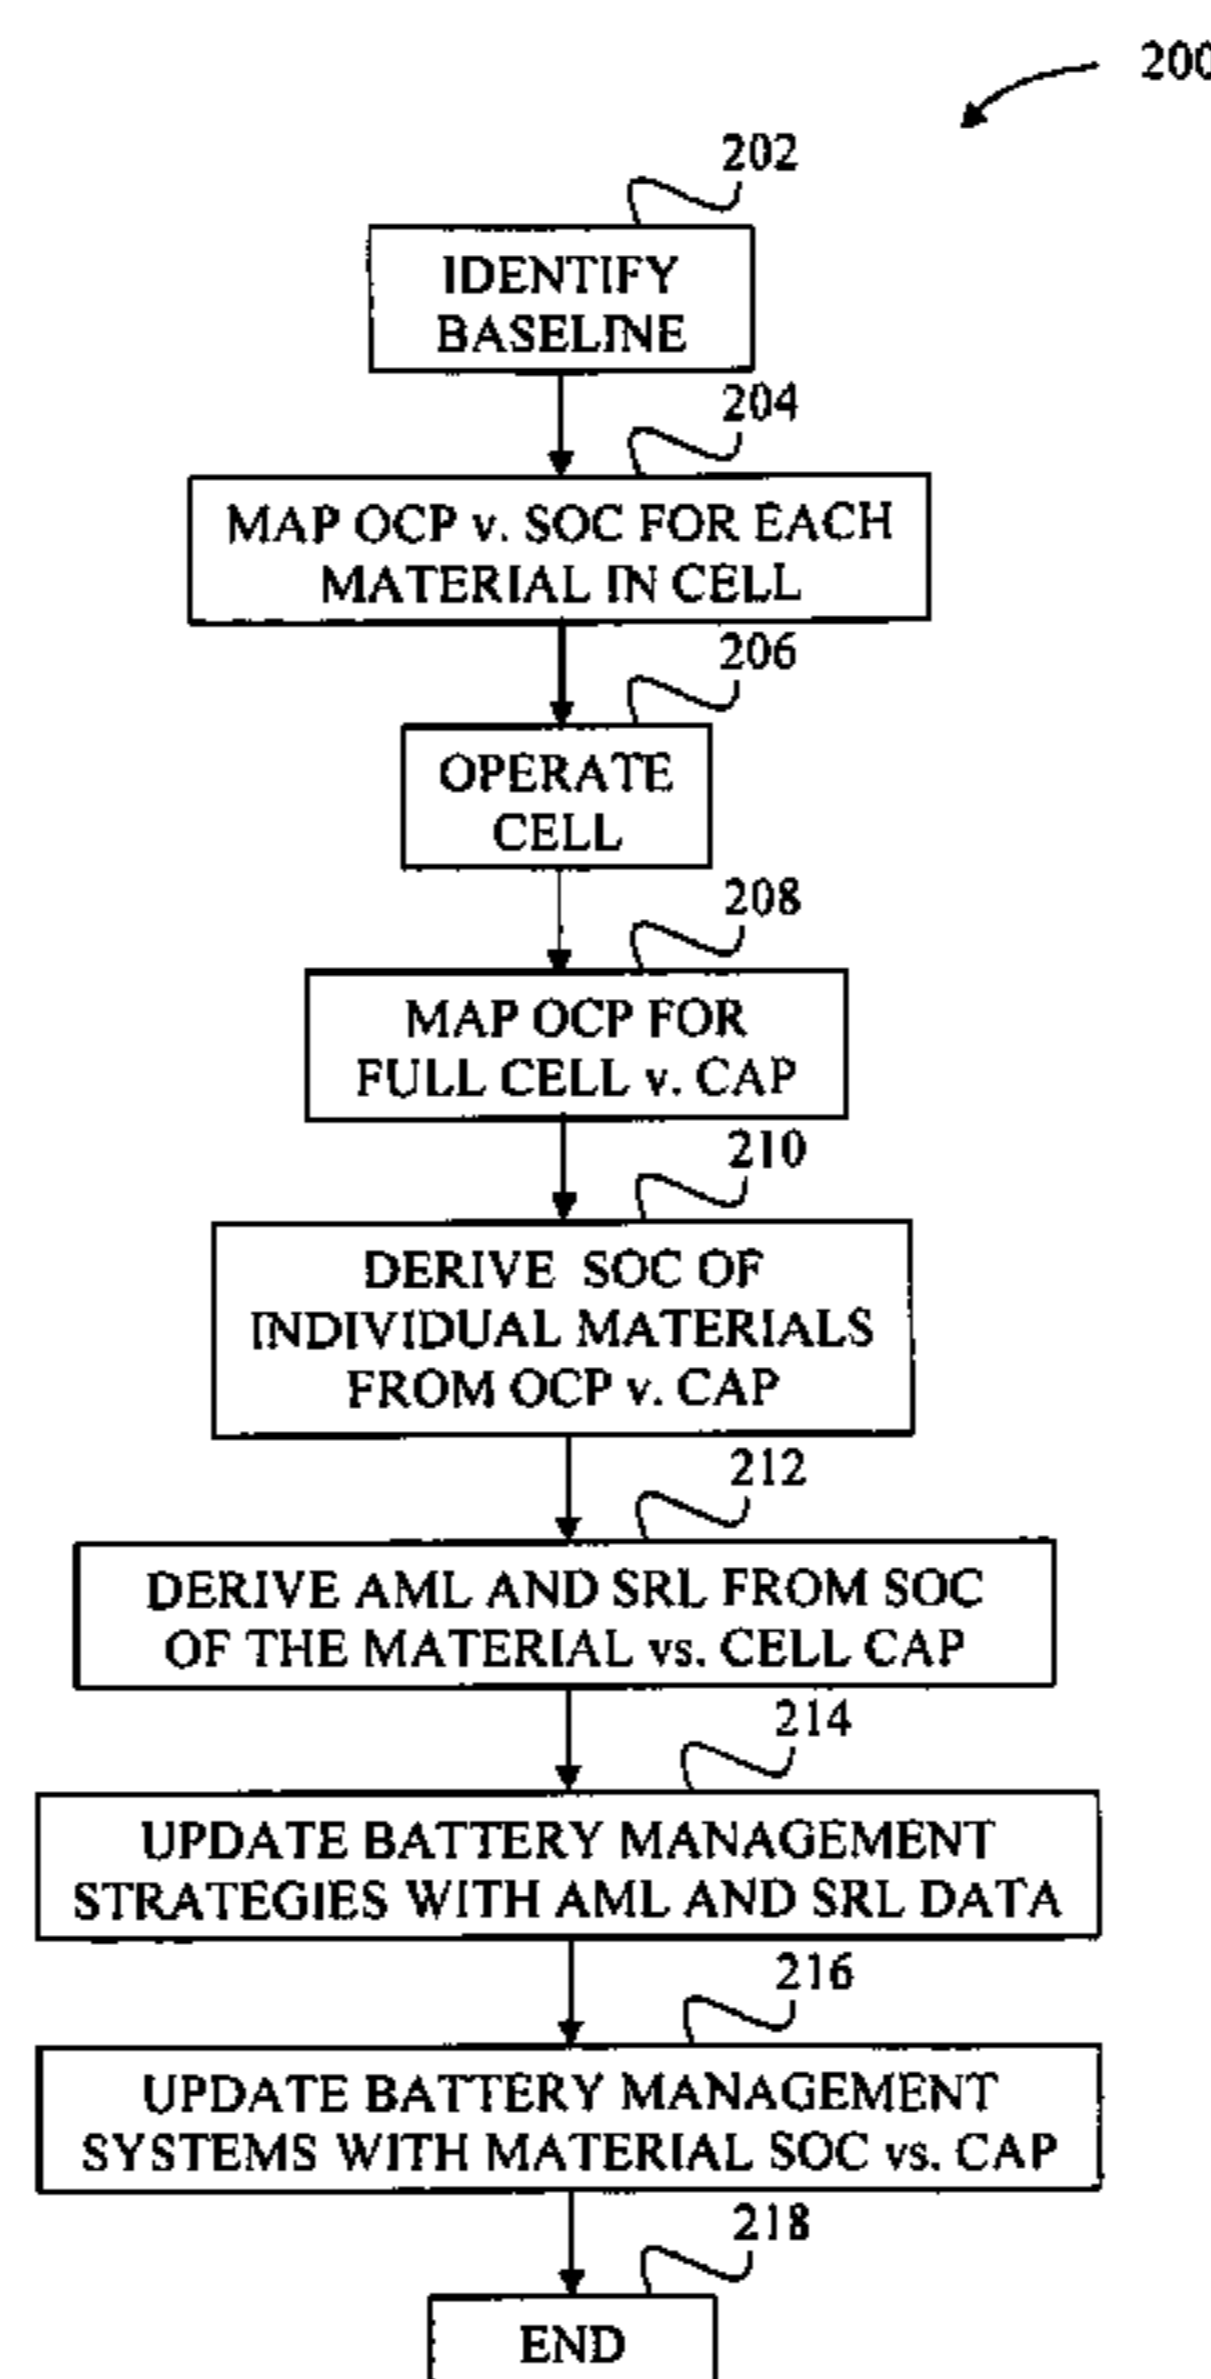 200
202
IDENTIFY
BASELINE
204
MAP OCP v. SOC FOR EACH
MATERIAL IN CELL
206
OPERATE
CELL
208
MAP OCP FOR
FULL CELL v. CAP
210
DERIVE SOC OF
INDIVIDUAL MATERIALS
FROM OCP v. CAP
212
DERIVE AML AND SRL FROM SOC
OF THE MATERIAL vs. CELL CAP
214
UPDATE BATTERY MANAGEMENT
STRATEGIES WITH AML AND SRL DATA
216
UPDATE BATTERY MANAGEMENT
SYSTEMS WITH MATERIAL SOC vs. CAP
218
END